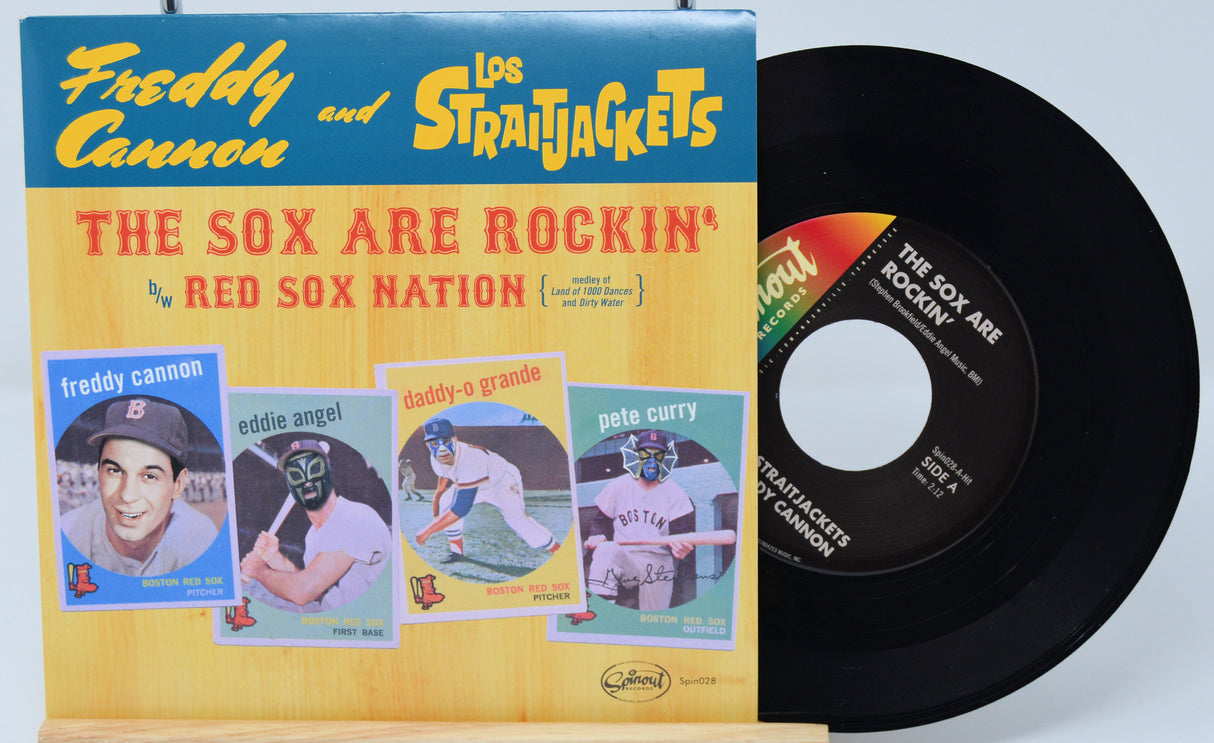 Freddy
Cannon
and
Los
Straitjackets
THE SOX ARE ROCKIN'
b/w RED SOX NATION { medley of
Land of 1000 Dances
and Dirty Water }
freddy cannon
B
BOSTON RED SOX
PITCHER
eddie angel
B
BOSTON RED SOX
FIRST BASE
daddy-o grande
B
BOSTON RED SOX
PITCHER
pete curry
B
BOSTON
BOSTON RED SOX
OUTFIELD
Spinout
RECORDS
Spin028
RECORDS
THE SOX ARE
ROCKIN'
(Stephen Brookfield/Eddie Angel Music, BMI)
Spin028-A-Hit
SIDE A
Time: 2:12
STRAITJACKETS
DY CANNON